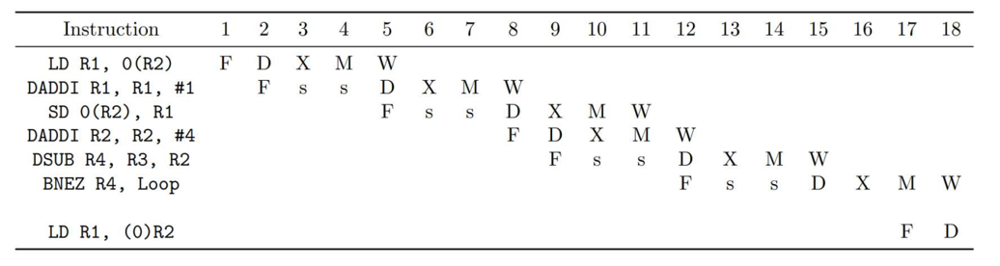 Instruction 1 2 3 4 5 6 7 8 9 10 11 12 13 14 15 16 17 18
LD R1, 0(R2) F D X M W
DADDI R1, R1, #1 F s s D X M W
SD 0(R2), R1 F s s D X M W
DADDI R2, R2, #4 F D X M W
DSUB R4, R3, R2 F s s D X M W
BNEZ R4, Loop F s s D X M W
LD R1, (0)R2 F D